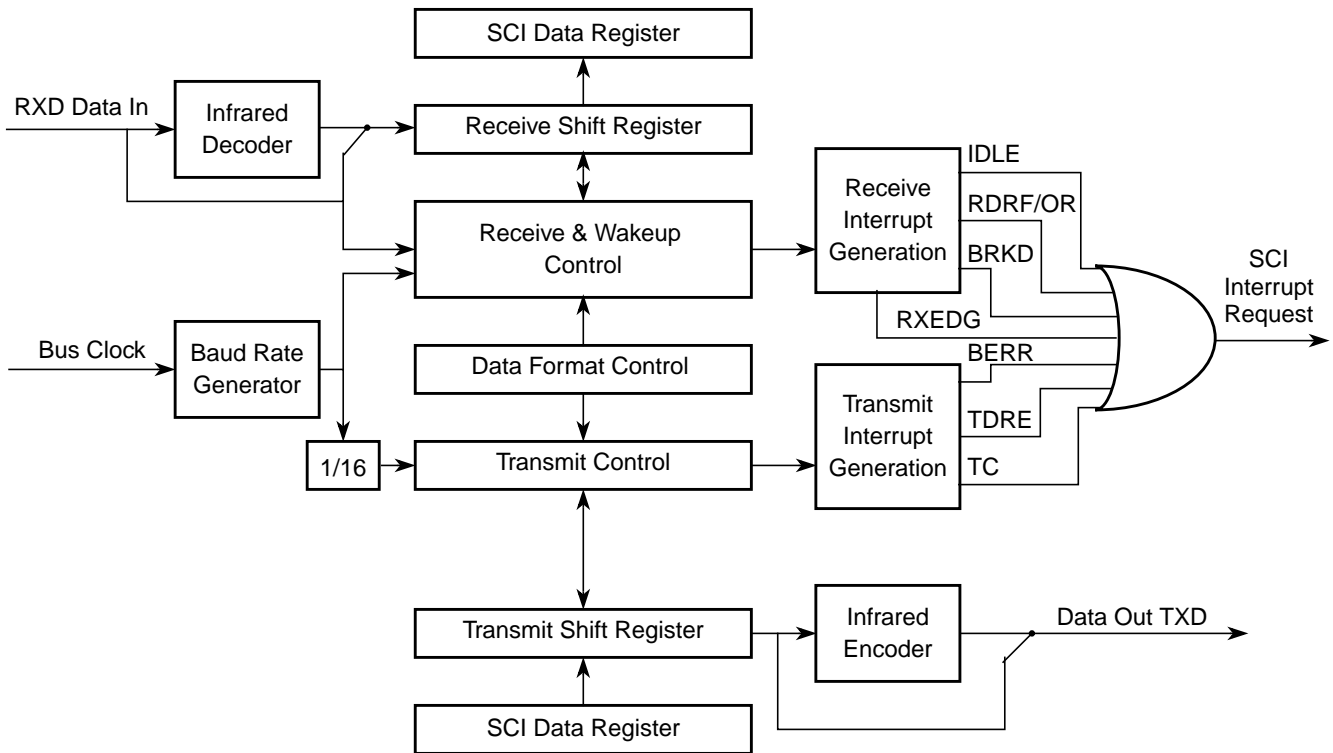 SCI Data Register
RXD Data In
Infrared
Decoder
Receive Shift Register
Receive & Wakeup
Control
Receive
Interrupt
Generation
IDLE
RDRF/OR
BRKD
RXEDG
SCI
Interrupt
Request
Bus Clock
Baud Rate
Generator
Data Format Control
BERR
Transmit
Interrupt
Generation
TDRE
TC
1/16
Transmit Control
Transmit Shift Register
Infrared
Encoder
Data Out TXD
SCI Data Register